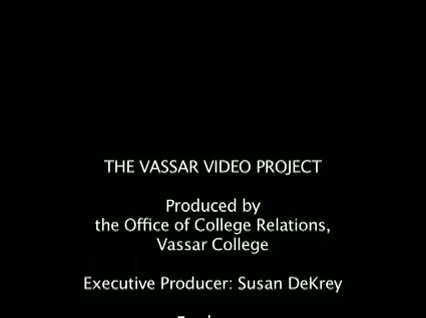 THE VASSAR VIDEO PROJECT
Produced by
the Office of College Relations,
Vassar College
Executive Producer: Susan DeKrey